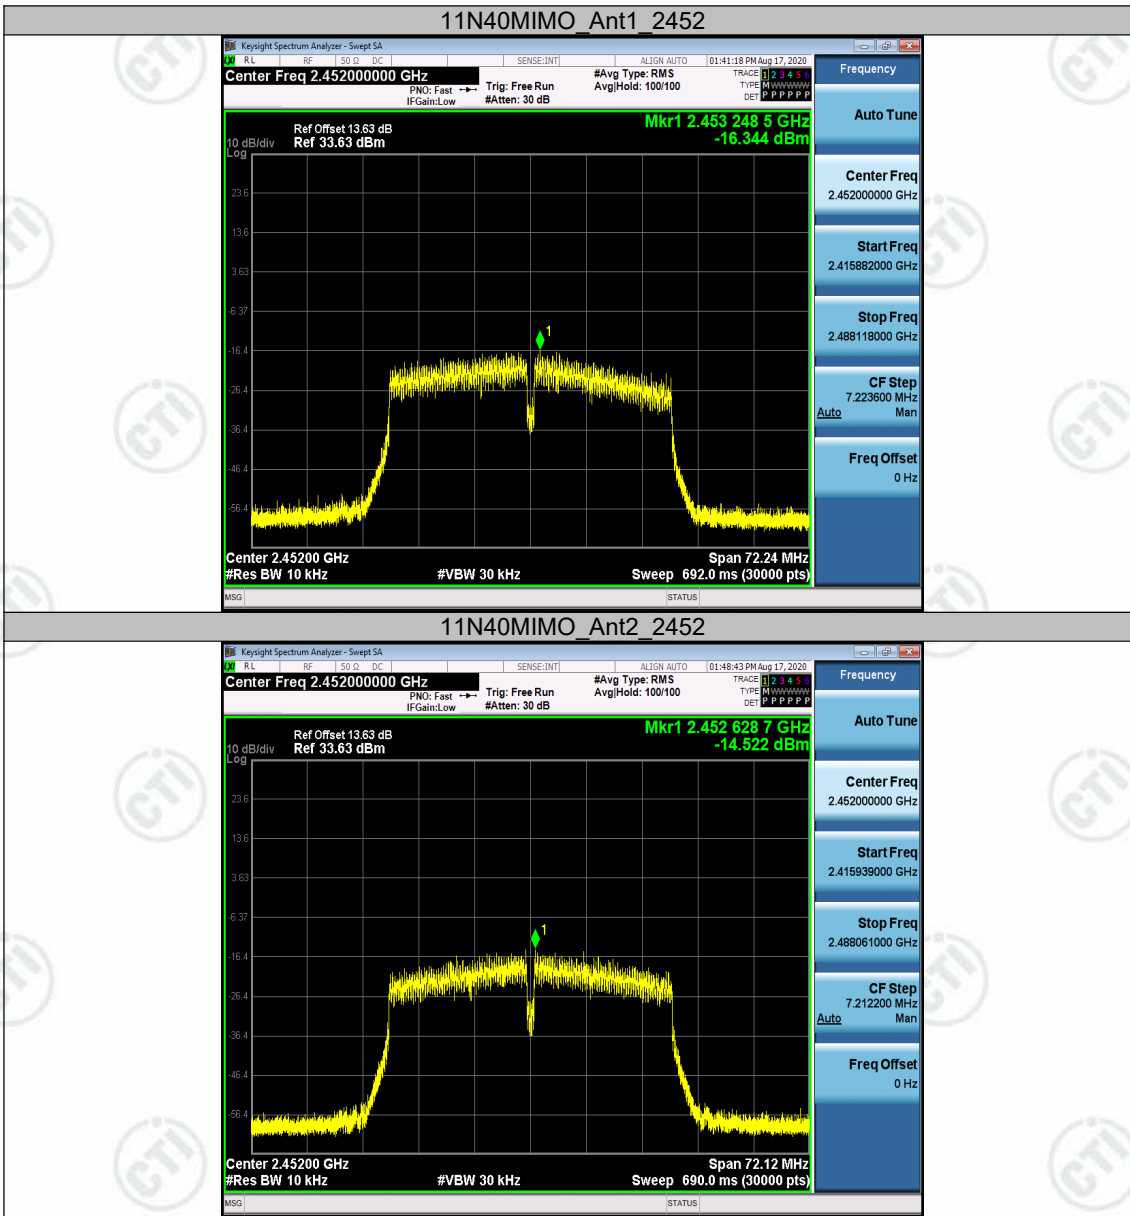 11N40MIMO_Ant1_2452
Keysight Spectrum Analyzer - Swept SA
LXI RL RF 50 Ω DC SENSE:INT ALIGN AUTO 01:41:18 PM Aug 17, 2020
Center Freq 2.452000000 GHz #Avg Type: RMS TRACE 1 2 3 4 5 6
PNO: Fast Trig: Free Run Avg|Hold: 100/100 TYPE M WWWWW
IFGain:Low #Atten: 30 dB DET P P P P P P
Frequency
Auto Tune
Mkr1 2.453 248 5 GHz
-16.344 dBm
Ref Offset 13.63 dB
10 dB/div Ref 33.63 dBm
Log
23.6
13.6
3.63
-6.37
-16.4
-26.4
-36.4
-46.4
-56.4
1
Center Freq
2.452000000 GHz
Start Freq
2.415882000 GHz
Stop Freq
2.488118000 GHz
CF Step
7.223600 MHz
Auto Man
Freq Offset
0 Hz
Center 2.45200 GHz Span 72.24 MHz
#Res BW 10 kHz #VBW 30 kHz Sweep 692.0 ms (30000 pts)
MSG STATUS
11N40MIMO_Ant2_2452
Keysight Spectrum Analyzer - Swept SA
LXI RL RF 50 Ω DC SENSE:INT ALIGN AUTO 01:48:43 PM Aug 17, 2020
Center Freq 2.452000000 GHz #Avg Type: RMS TRACE 1 2 3 4 5 6
PNO: Fast Trig: Free Run Avg|Hold: 100/100 TYPE M WWWWW
IFGain:Low #Atten: 30 dB DET P P P P P P
Frequency
Auto Tune
Mkr1 2.452 628 7 GHz
-14.522 dBm
Ref Offset 13.63 dB
10 dB/div Ref 33.63 dBm
Log
23.6
13.6
3.63
-6.37
-16.4
-26.4
-36.4
-46.4
-56.4
1
Center Freq
2.452000000 GHz
Start Freq
2.415939000 GHz
Stop Freq
2.488061000 GHz
CF Step
7.212200 MHz
Auto Man
Freq Offset
0 Hz
Center 2.45200 GHz Span 72.12 MHz
#Res BW 10 kHz #VBW 30 kHz Sweep 690.0 ms (30000 pts)
MSG STATUS
CTI